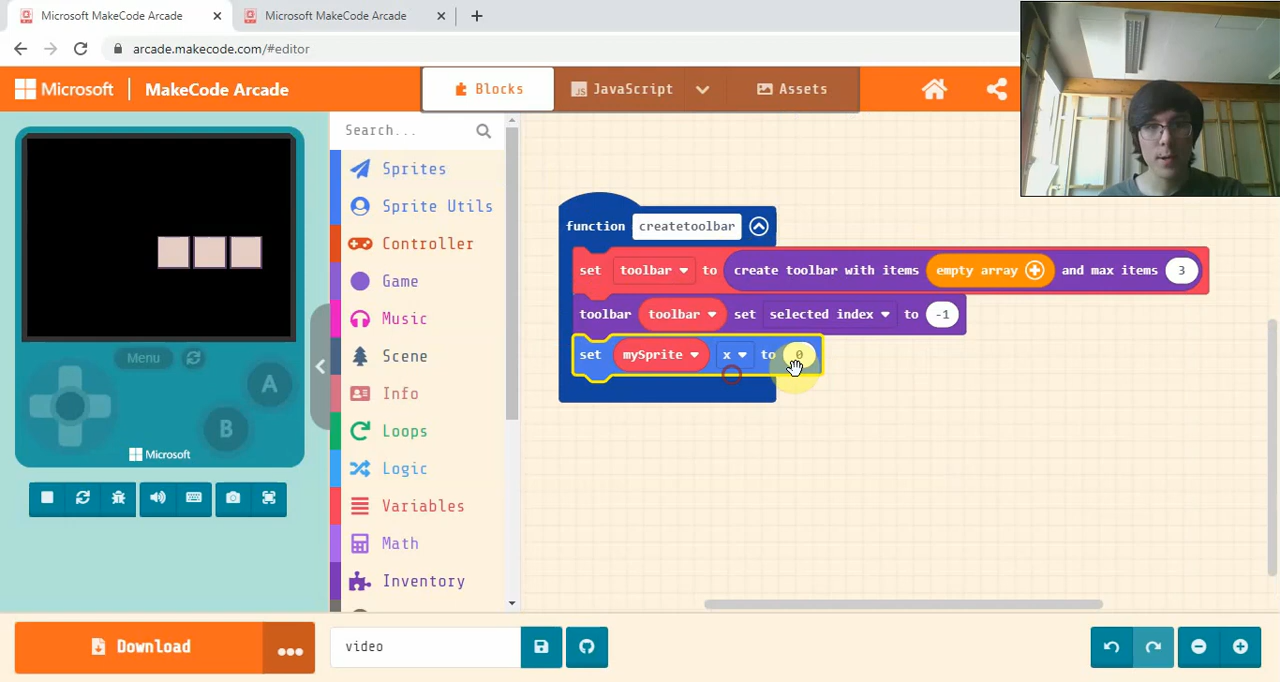 Microsoft MakeCode Arcade
Microsoft MakeCode Arcade
arcade.makecode.com/#editor
Microsoft
MakeCode Arcade
Blocks
JS
JavaScript
Assets
Search...
Sprites
Sprite Utils
Controller
Game
Music
Scene
Info
Loops
Logic
Variables
Math
Inventory
Menu
A
B
Microsoft
function createtoolbar
set toolbar to create toolbar with items empty array and max items 3
toolbar toolbar set selected index to -1
set mySprite x to 0
Download
video